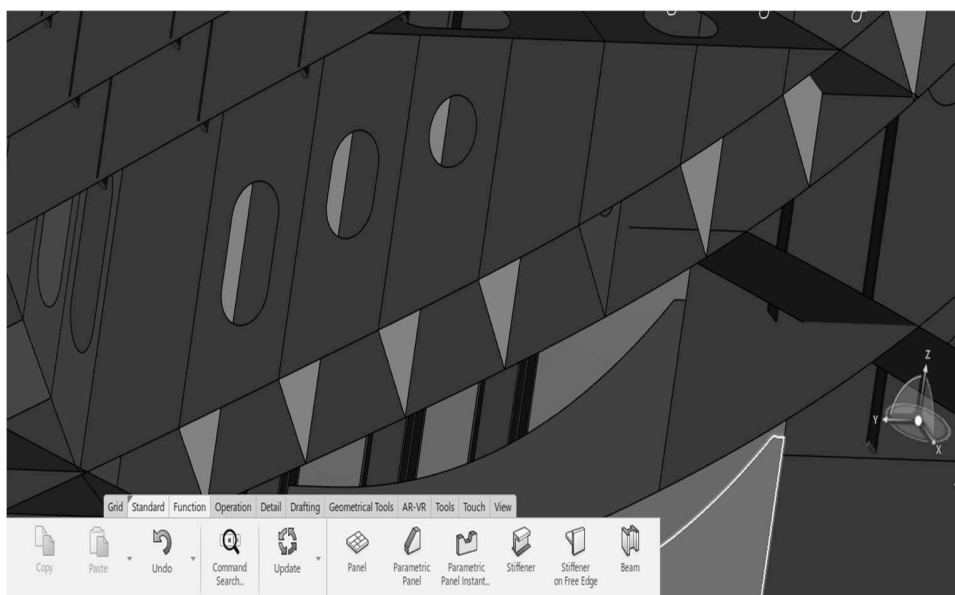 Z
Y
X
Grid Standard Function Operation Detail Drafting Geometrical Tools AR-VR Tools Touch View
Copy Paste Undo Command Search... Update Panel Parametric Panel Parametric Panel Instant... Stiffener Stiffener on Free Edge Beam